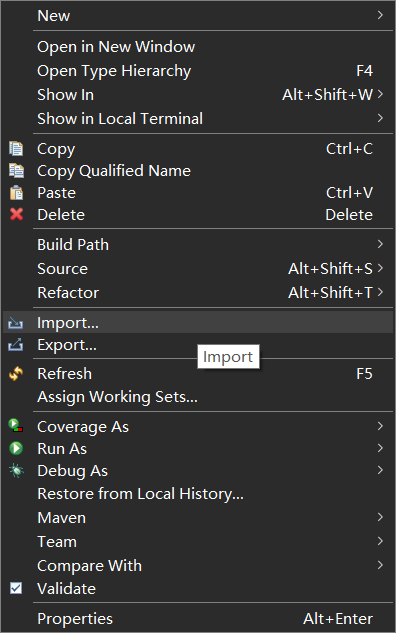 New
Open in New Window
Open Type Hierarchy F4
Show In Alt+Shift+W
Show in Local Terminal
Copy Ctrl+C
Copy Qualified Name
Paste Ctrl+V
Delete Delete
Build Path
Source Alt+Shift+S
Refactor Alt+Shift+T
Import...
Export...
Import
Refresh F5
Assign Working Sets...
Coverage As
Run As
Debug As
Restore from Local History...
Maven
Team
Compare With
Validate
Properties Alt+Enter